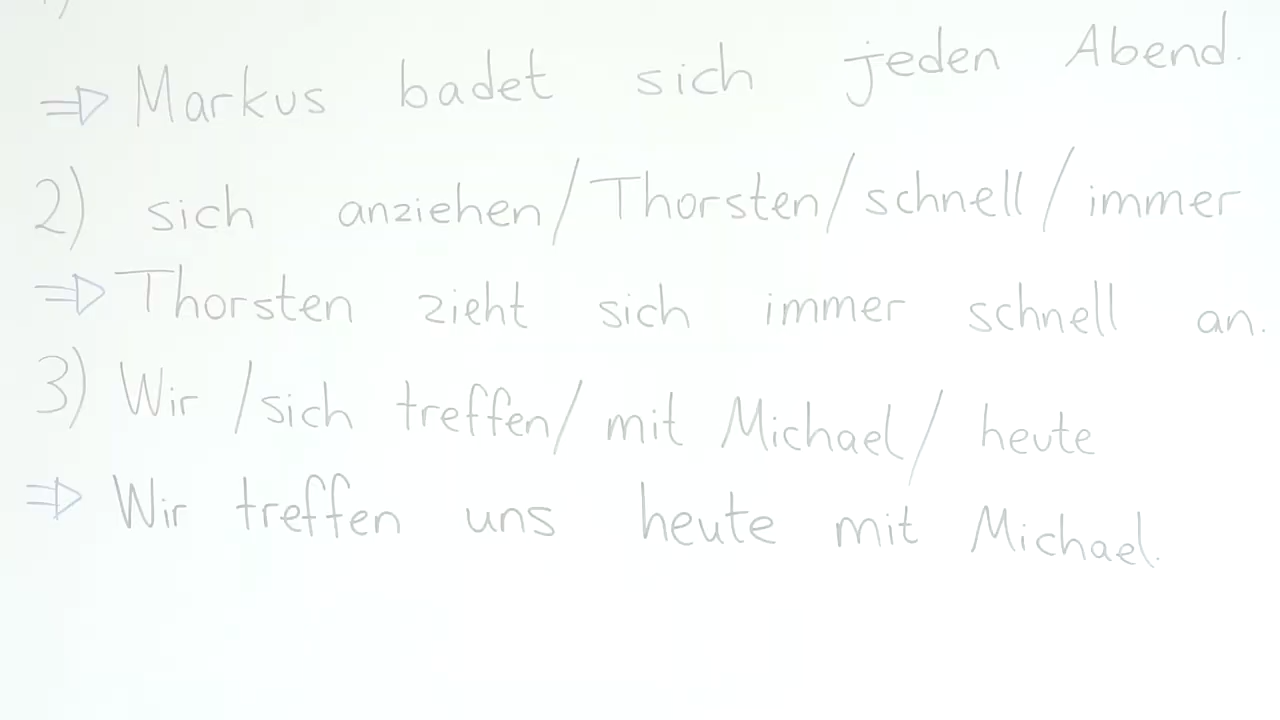 ⇒ Markus badet sich jeden Abend.
2) sich anziehen/Thorsten/schnell/immer
⇒ Thorsten zieht sich immer schnell an.
3) Wir /sich treffen/ mit Michael/ heute
⇒ Wir treffen uns heute mit Michael.